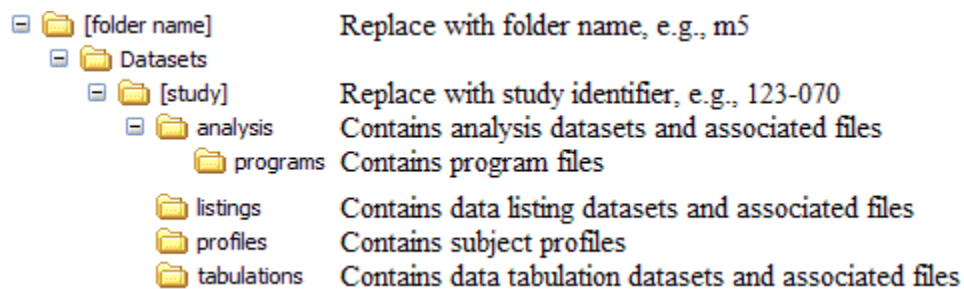 [folder name] Replace with folder name, e.g., m5
Datasets
[study] Replace with study identifier, e.g., 123-070
analysis Contains analysis datasets and associated files
programs Contains program files
listings Contains data listing datasets and associated files
profiles Contains subject profiles
tabulations Contains data tabulation datasets and associated files